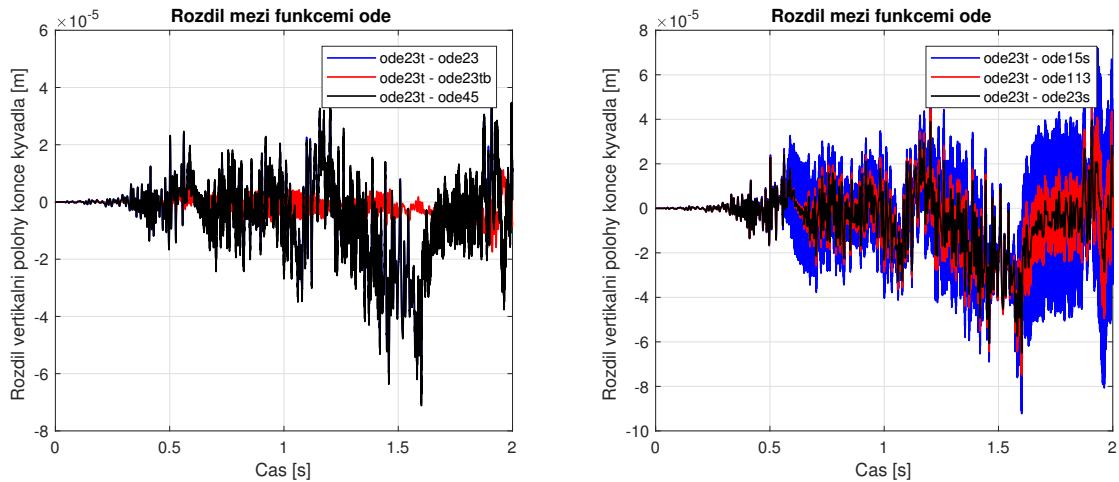 Rozdil mezi funkcemi ode
×10⁻⁵
6
4
2
0
-2
-4
-6
-8
0 0.5 1 1.5 2
Cas [s]
Rozdil vertikalni polohy konce kyvadla [m]
ode23t - ode23
ode23t - ode23tb
ode23t - ode45
Rozdil mezi funkcemi ode
×10⁻⁵
8
6
4
2
0
-2
-4
-6
-8
-10
0 0.5 1 1.5 2
Cas [s]
Rozdil vertikalni polohy konce kyvadla [m]
ode23t - ode15s
ode23t - ode113
ode23t - ode23s